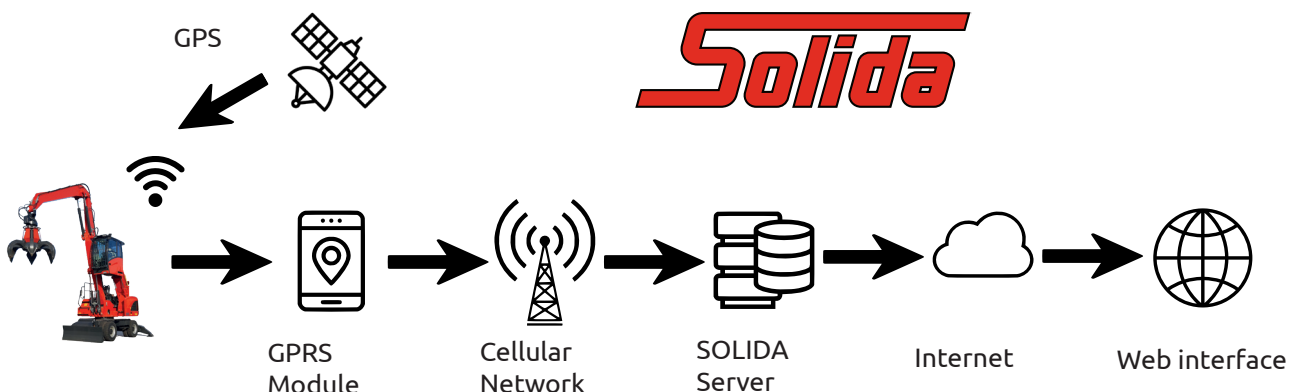 GPS
Solida
GPRS
Module
Cellular
Network
SOLIDA
Server
Internet
Web interface